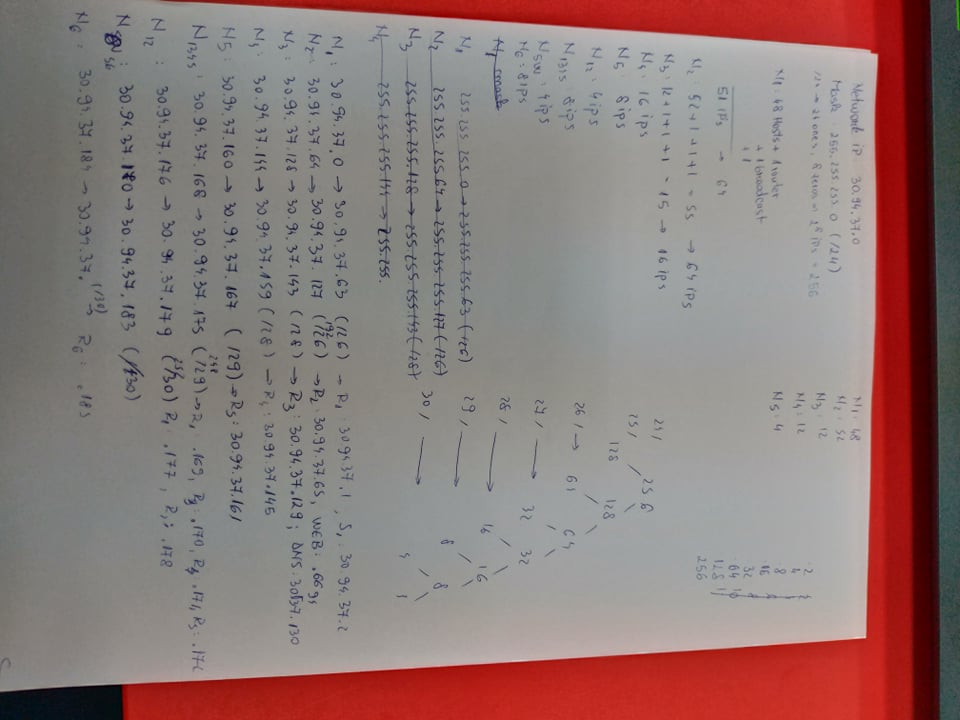 Network iP: 30.94.37.0
Mask: 255.255.255.0 (/24)
/24 → 24 ones, 8 zeros → 2^8 iPs = 256
N1: 48 Hosts + 1 router
+ 1 broadcast
+ 1
51 iPs → 64
N2: 52+1+1+1 = 55 → 64 ips
N3: 12+1+1+1 = 15 → 16 ips
N4: 16 ips
N5: 8 ips
N12: 4 ips
N1345: 8 ips
: 4 ips
N6: 8 ips
N1 255.255.255.0 → 255.255.255.63 (/26)
N2 255.255.255.64 → 255.255.255.127 (/26)
N3 255.255.255.128 → 255.255.255.143 (/28)
N4 255.255.255.144 → 255.255.
N1: 48
N2: 52
N3: 12
N4: 12
N5: 4
2
4
8
16
32
64
128
256
24/ 256
25/ 128 128
26/ → 64 64
27/ → 32 32
28/ → 16 16
29/ → 8 8
30/ → 4
N1: 30.94.37.0 → 30.94.37.63 (/26) → R1: 30.94.37.1, S1: 30.94.37.2
192
N2: 30.94.37.64 → 30.94.37.127 (/26) → R2: 30.94.37.65, WEB: .66
N3: 30.94.37.128 → 30.94.37.143 (/28) → R3: 30.94.37.129; DNS: 30.94.37.130
N4: 30.94.37.144 → 30.94.37.159 (/28) → R4: 30.94.37.145
N5: 30.94.37.160 → 30.94.37.167 (/29) → R5: 30.94.37.161
248
N1345: 30.94.37.168 → 30.94.37.175 (/29) → R1 .169, R3: .170, R4: .171, R5:
N12: 30.94.37.176 → 30.94.37.179 (/30) R1: .177, .178
56 30.94.37.180 → 30.94.37.183 (/30)
(/30)
N6: 30.94.37.184 → 30.94.37. → R6: .185